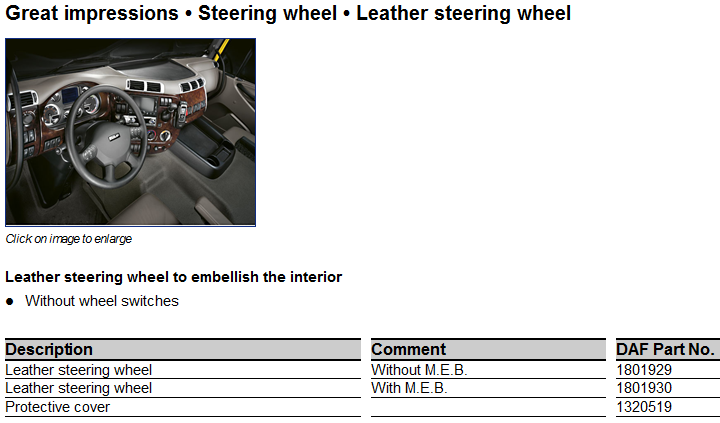 Great impressions • Steering wheel • Leather steering wheel
Click on image to enlarge
Leather steering wheel to embellish the interior
● Without wheel switches
Description Comment DAF Part No.
Leather steering wheel Without M.E.B. 1801929
Leather steering wheel With M.E.B. 1801930
Protective cover 1320519